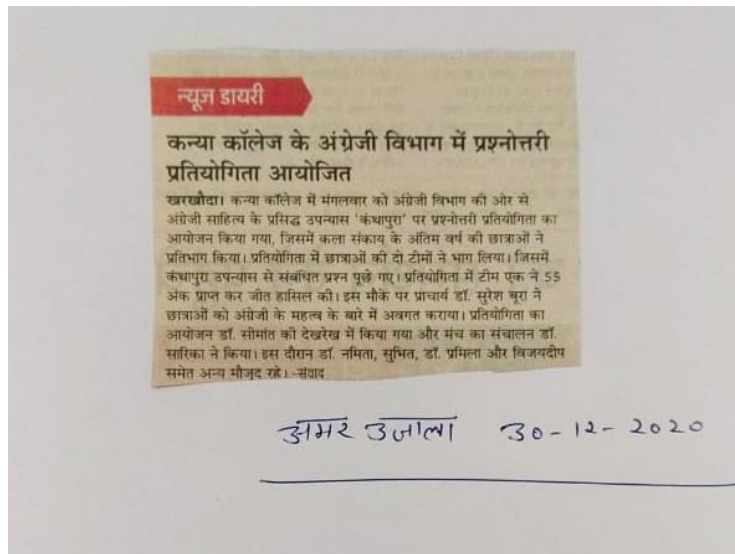 न्यूज डायरी
कन्या कॉलेज के अंग्रेजी विभाग में प्रश्नोत्तरी
प्रतियोगिता आयोजित
खरखौदा। कन्या कॉलेज में मंगलवार को अंग्रेजी विभाग की ओर से
अंग्रेजी साहित्य के प्रसिद्ध उपन्यास 'कंथापुरा' पर प्रश्नोत्तरी प्रतियोगिता का
आयोजन किया गया, जिसमें कला संकाय के अंतिम वर्ष की छात्राओं ने
प्रतिभाग किया। प्रतियोगिता में छात्राओं की दो टीमों ने भाग लिया। जिसमें
कंथापुरा उपन्यास से संबंधित प्रश्न पूछे गए। प्रतियोगिता में टीम एक ने 55
अंक प्राप्त कर जीत हासिल की। इस मौके पर प्राचार्य डॉ. सुरेश बूरा ने
छात्राओं को अंग्रेजी के महत्व के बारे में अवगत कराया। प्रतियोगिता का
आयोजन डॉ. सीमांत की देखरेख में किया गया और मंच का संचालन डॉ.
सारिका ने किया। इस दौरान डॉ. नमिता, सुभित, डॉ. प्रमिला और विजयदीप
समेत अन्य मौजूद रहे। -संवाद
अमर उजाला 30-12-2020